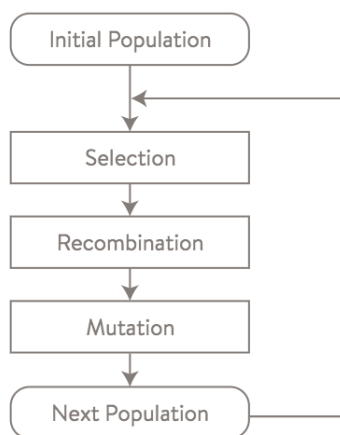 Initial Population
Selection
Recombination
Mutation
Next Population